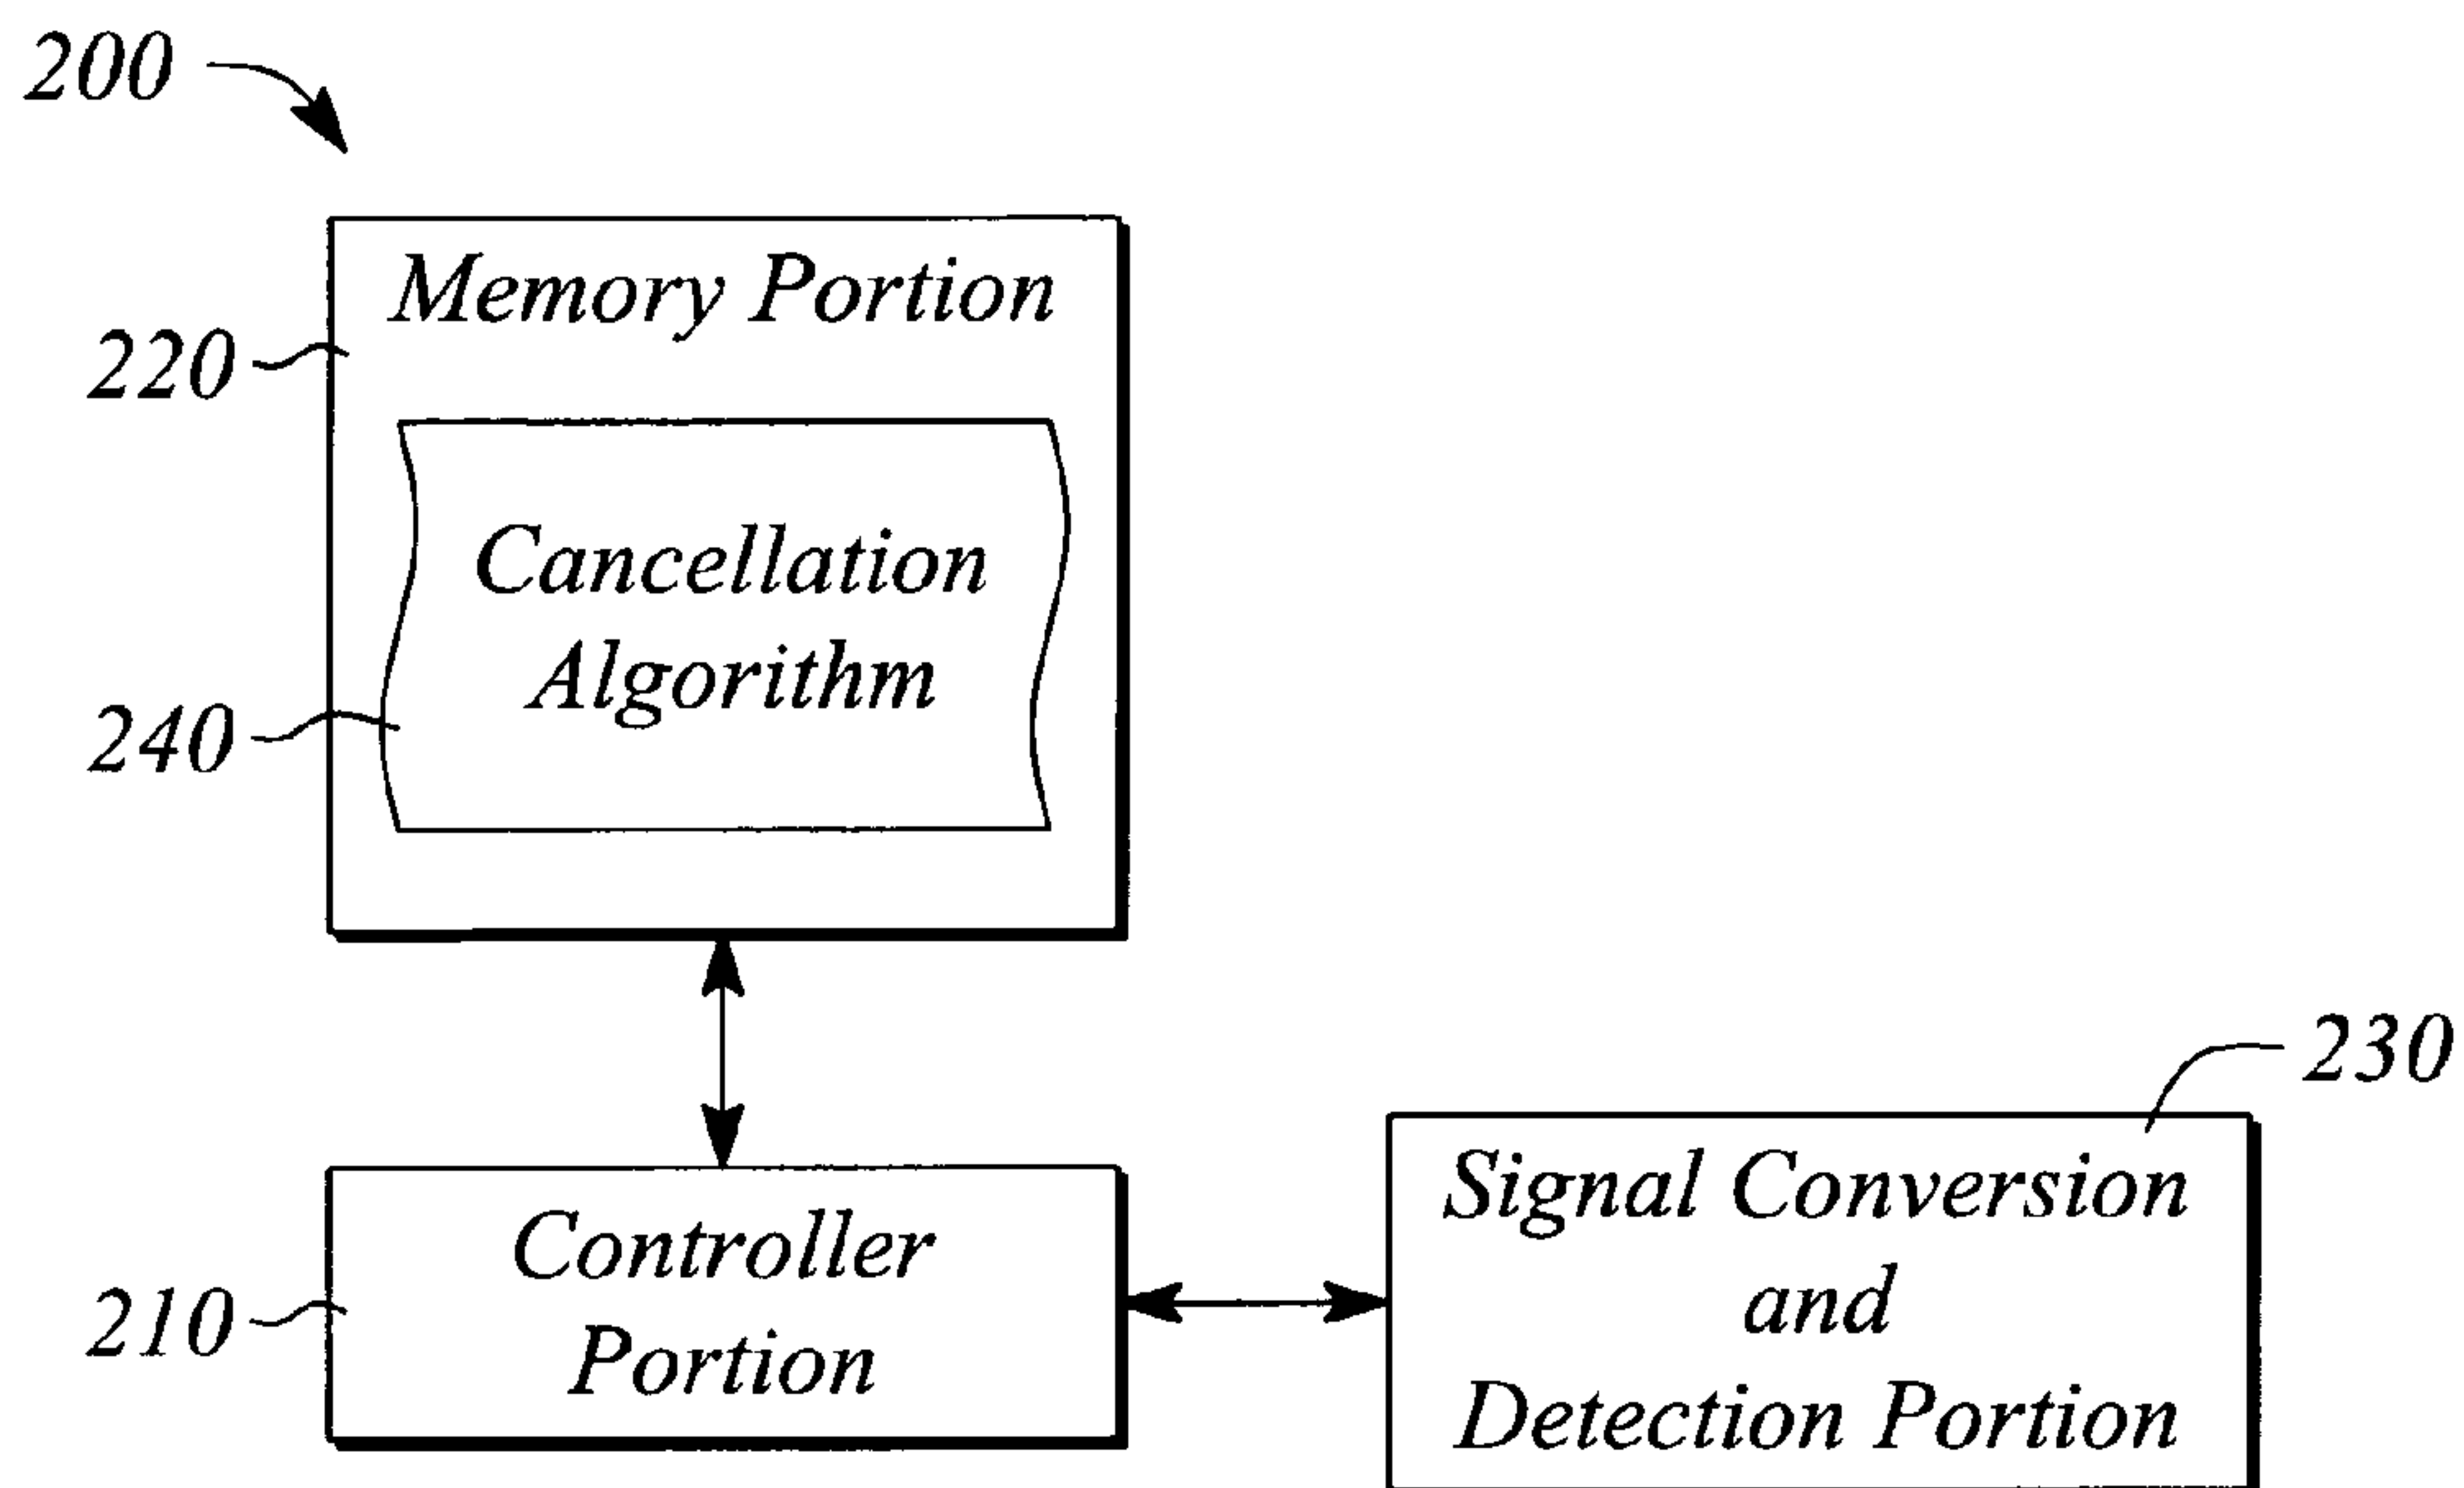 200
Memory Portion
220
Cancellation
Algorithm
240
230
Controller
Portion
210
Signal Conversion
and
Detection Portion